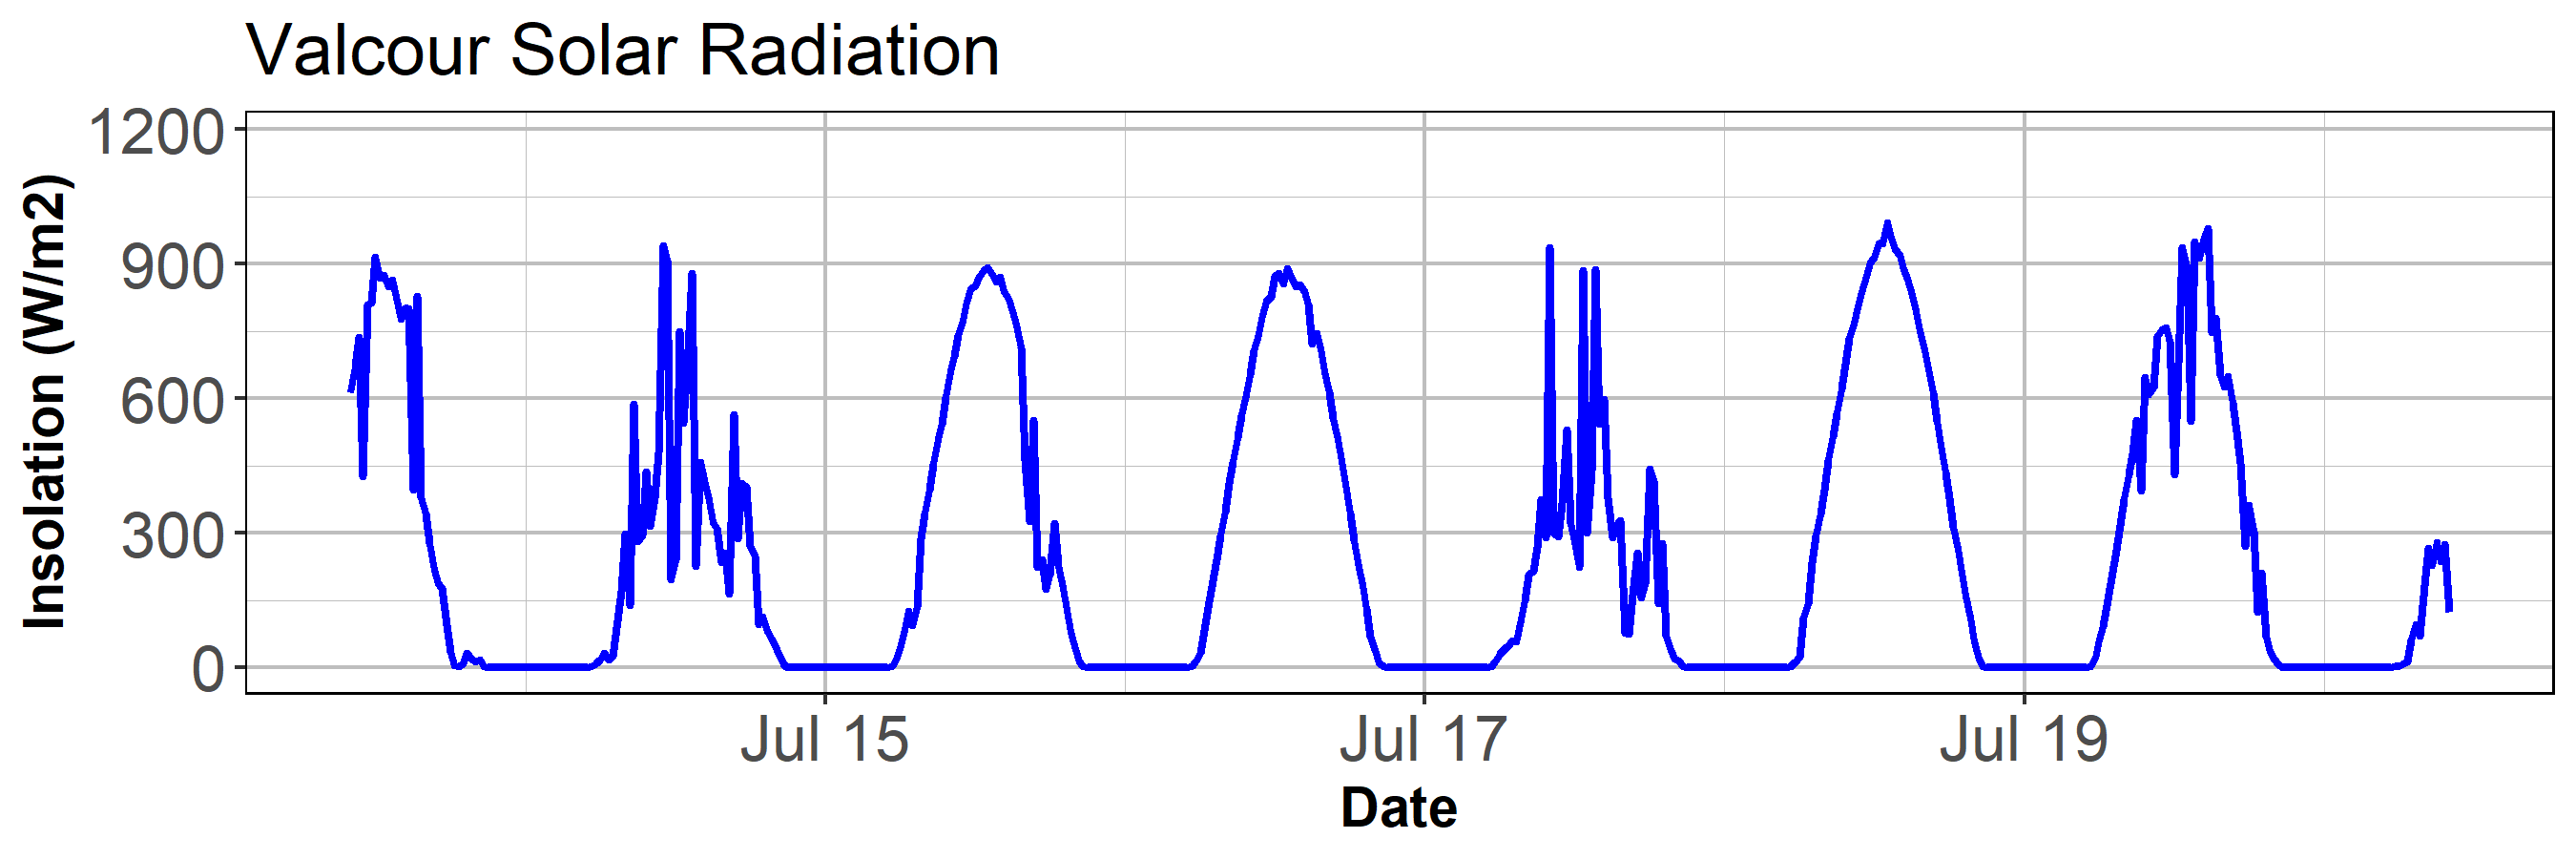 Valcour Solar Radiation
Insolation (W/m2)
1200
900
600
300
0
Jul 15
Jul 17
Jul 19
Date